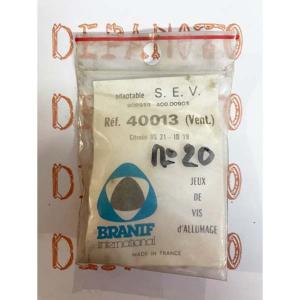 DEPANOTO
adaptable S. E. V.
Réf. 40013 (Vent.)
Citroën DS 21 - ID 19
N° 20
JEUX
DE
VIS
d'ALLUMAGE
BRANIF
international
MADE IN FRANCE